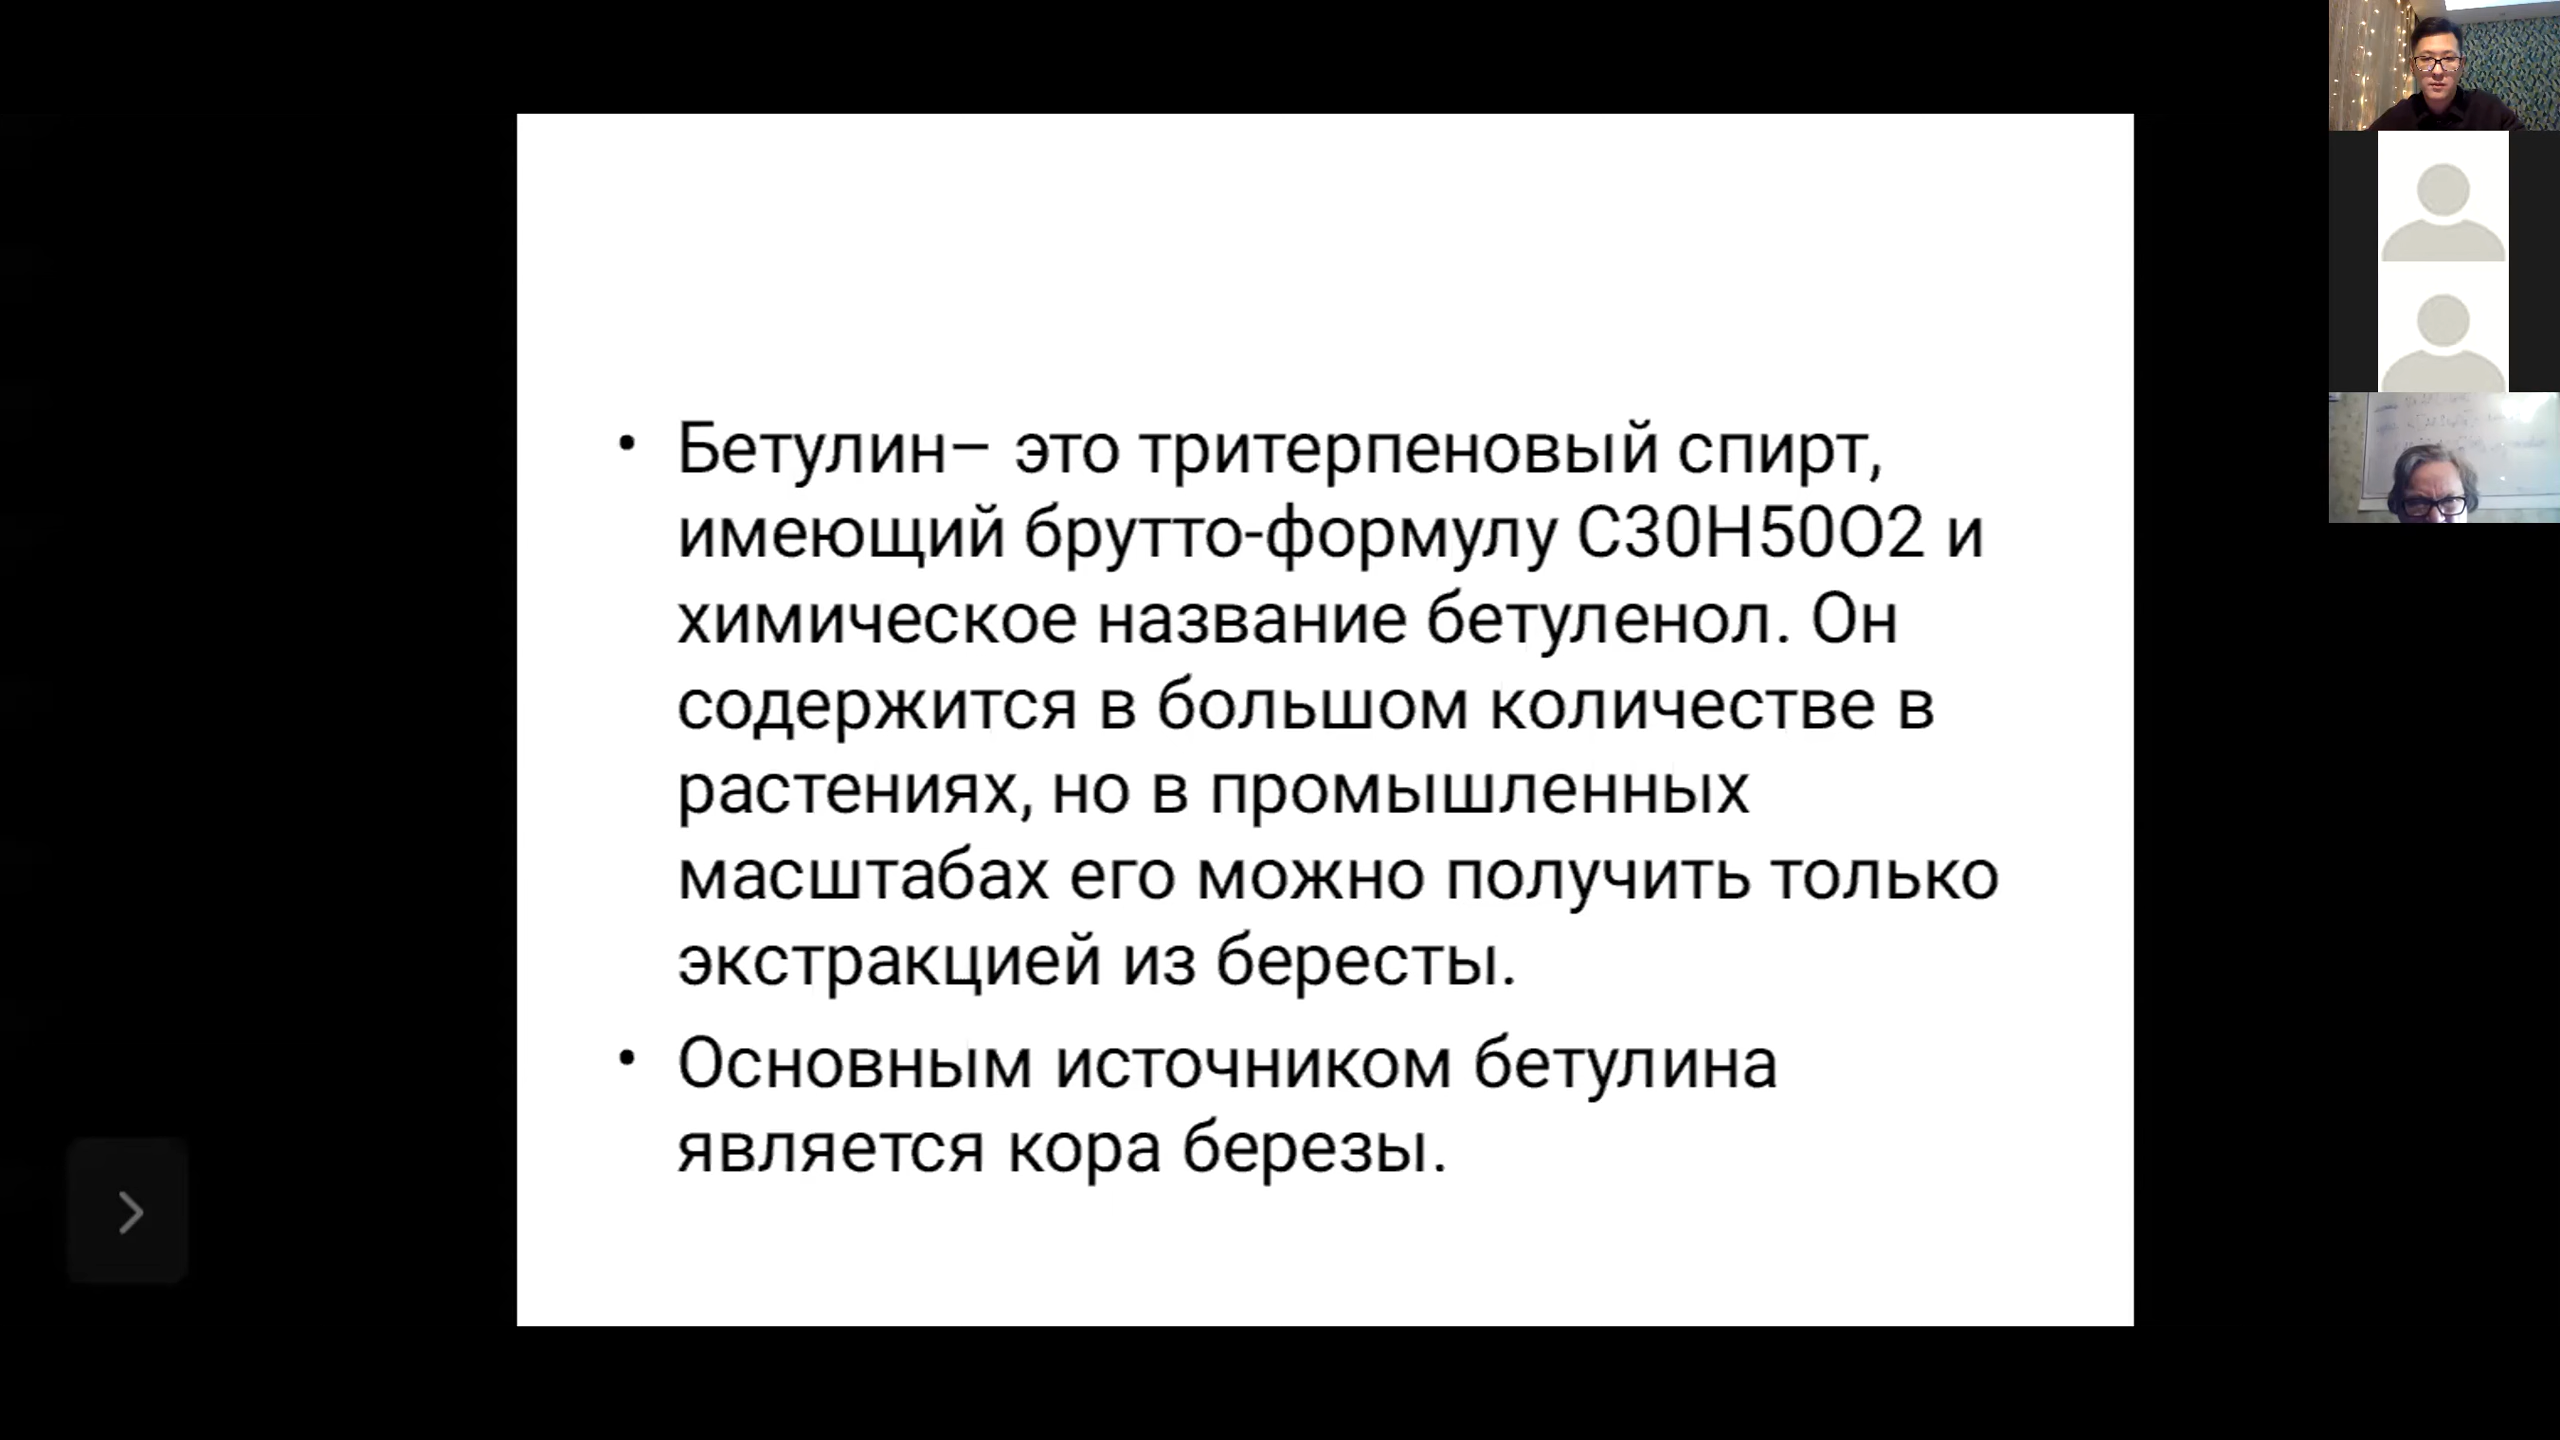 • Бетулин– это тритерпеновый спирт,
имеющий брутто-формулу C30H50O2 и
химическое название бетуленол. Он
содержится в большом количестве в
растениях, но в промышленных
масштабах его можно получить только
экстракцией из бересты.
• Основным источником бетулина
является кора березы.